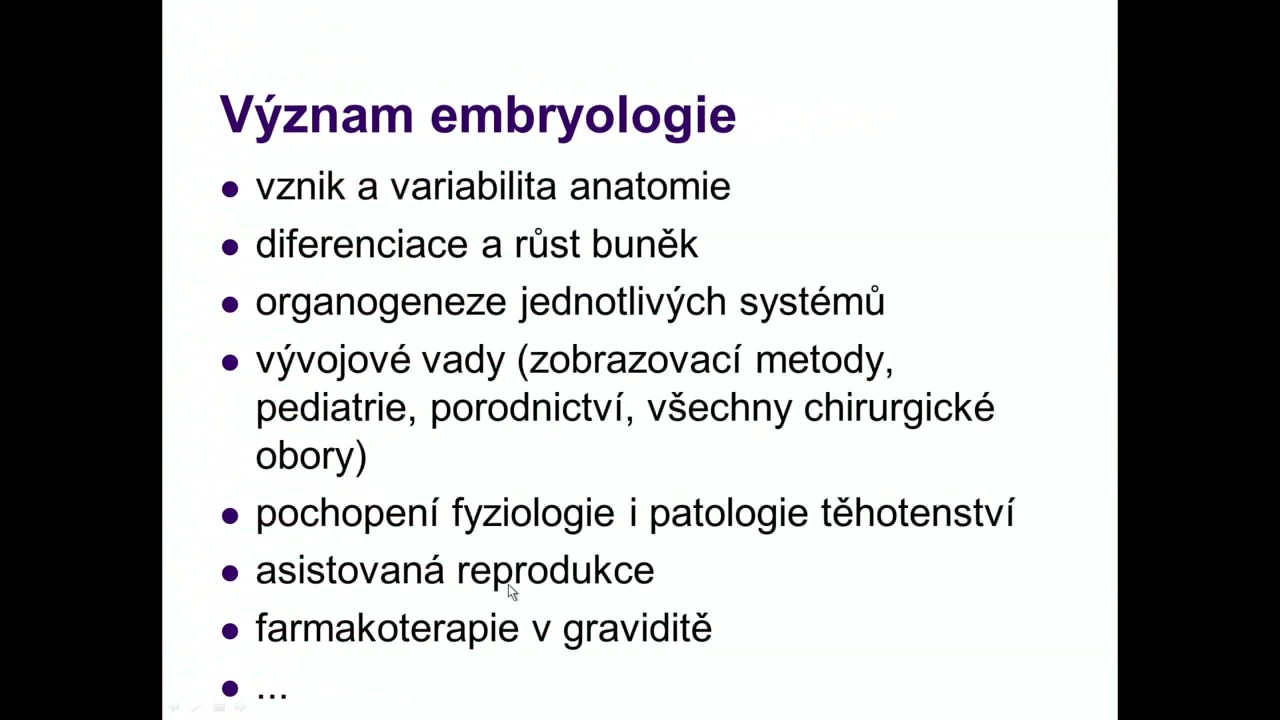 Význam embryologie
● vznik a variabilita anatomie
● diferenciace a růst buněk
● organogeneze jednotlivých systémů
● vývojové vady (zobrazovací metody,
pediatrie, porodnictví, všechny chirurgické
obory)
● pochopení fyziologie i patologie těhotenství
● asistovaná reprodukce
● farmakoterapie v graviditě
● ...